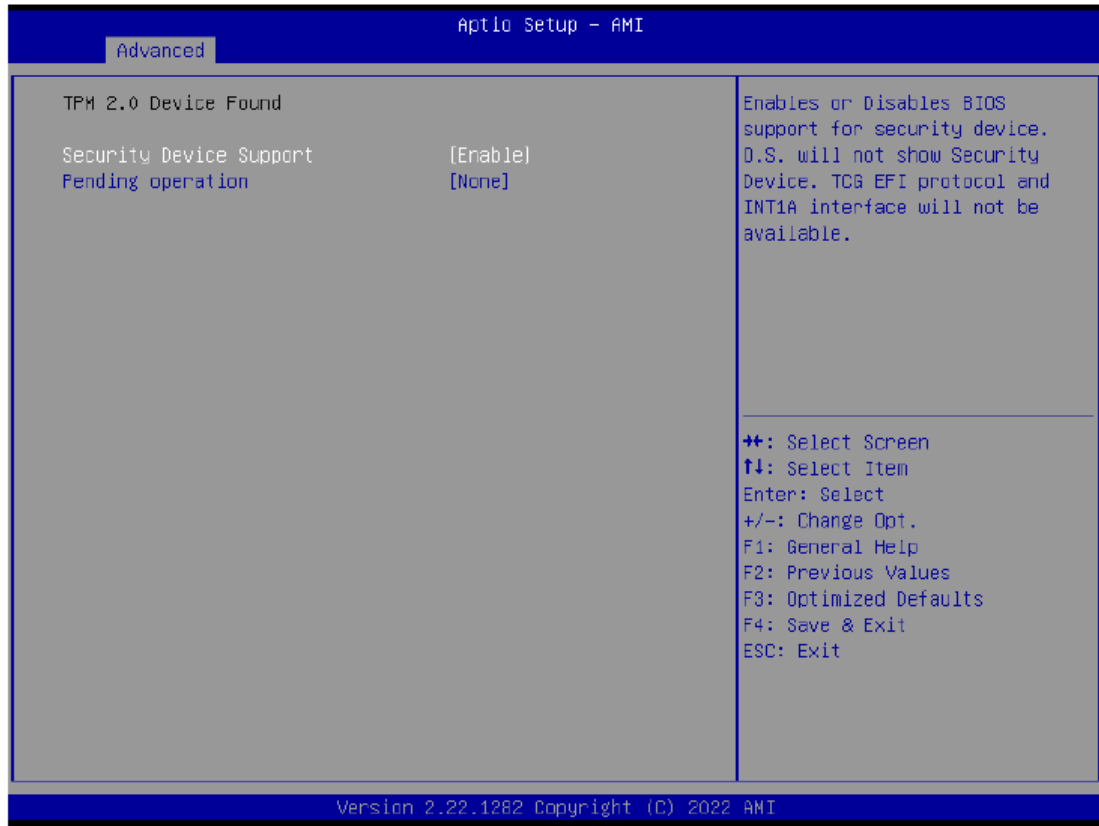 Aptio Setup - AMI
Advanced
TPM 2.0 Device Found
Security Device Support [Enable]
Pending operation [None]
Enables or Disables BIOS
support for security device.
O.S. will not show Security
Device. TCG EFI protocol and
INT1A interface will not be
available.
→←: Select Screen
↑↓: Select Item
Enter: Select
+/-: Change Opt.
F1: General Help
F2: Previous Values
F3: Optimized Defaults
F4: Save & Exit
ESC: Exit
Version 2.22.1282 Copyright (C) 2022 AMI